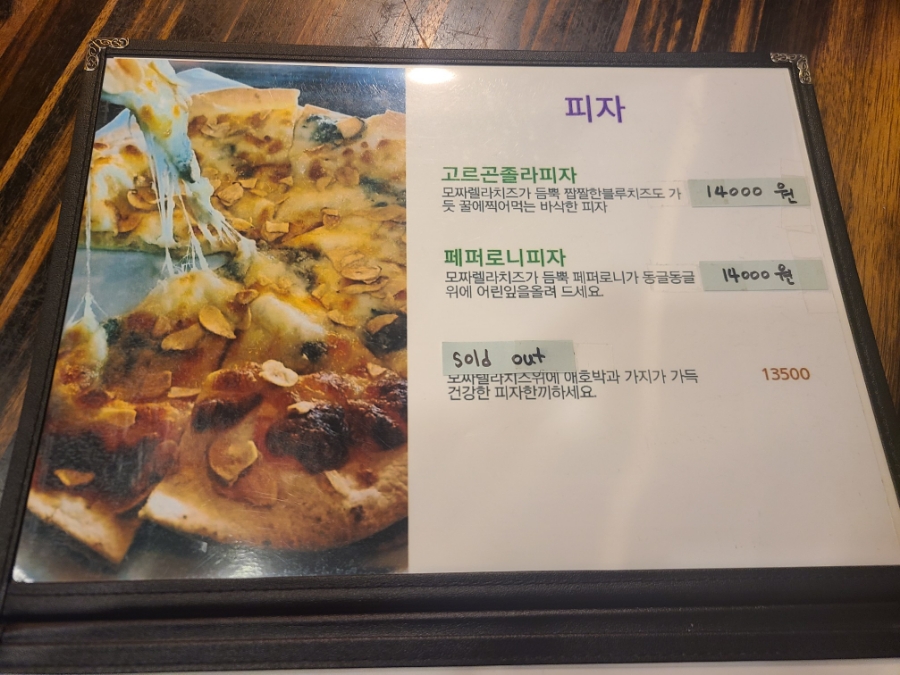 피자
고르곤졸라피자
모짜렐라치즈가 듬뿍 짭짤한블루치즈도 가
듯 꿀에찍어먹는 바삭한 피자
14000 원
페퍼로니피자
모짜렐라치즈가 듬뿍 페퍼로니가 동글동글
위에 어린잎을올려 드세요.
14000 원
sold out
모짜렐라치즈위에 애호박과 가지가 가득
건강한 피자한끼하세요.
13500